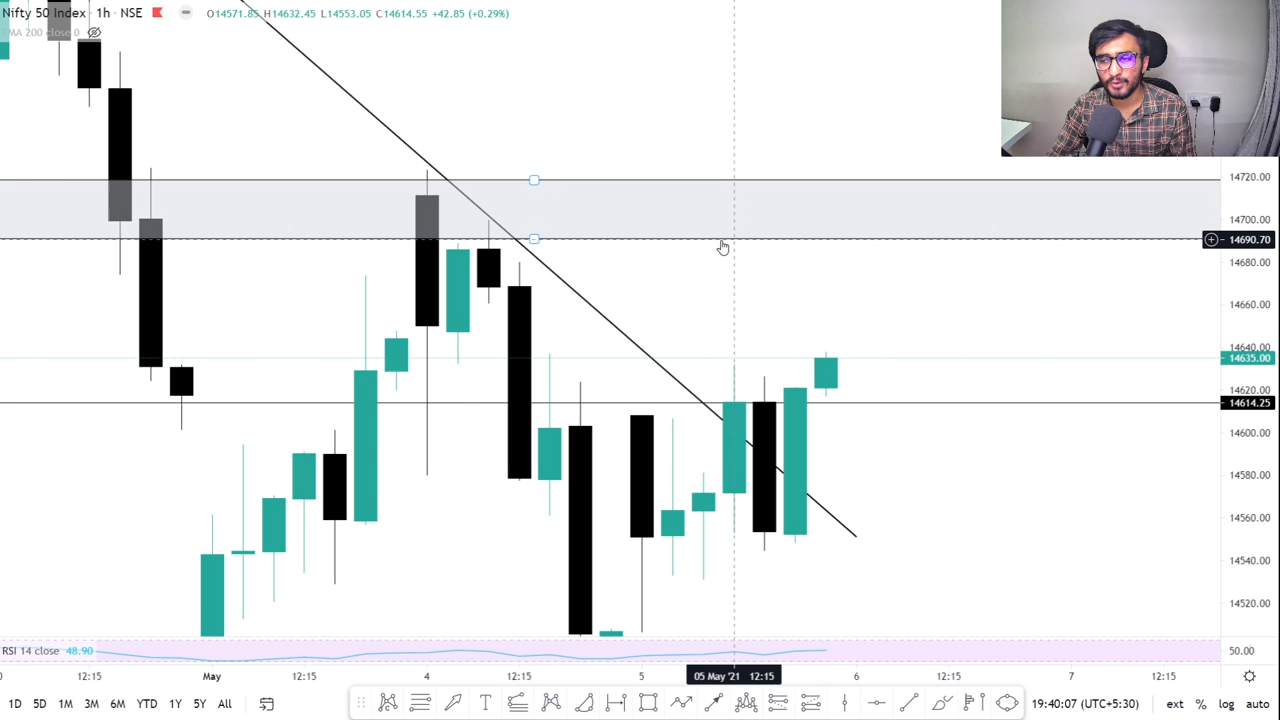 Nifty 50 Index · 1h · NSE O14571.85 H14632.45 L14553.05 C14614.55 +42.85 (+0.29%)
EMA 200 close 0
14720.00
14700.00
14690.70
14680.00
14660.00
14640.00
14635.00
14620.00
14614.25
14600.00
14580.00
14560.00
14540.00
14520.00
RSI 14 close 48.90 50.00
12:15 May 12:15 4 12:15 5 05 May '21 12:15 6 12:15 7 12:15
1D 5D 1M 3M 6M YTD 1Y 5Y All 19:40:07 (UTC+5:30) ext % log auto